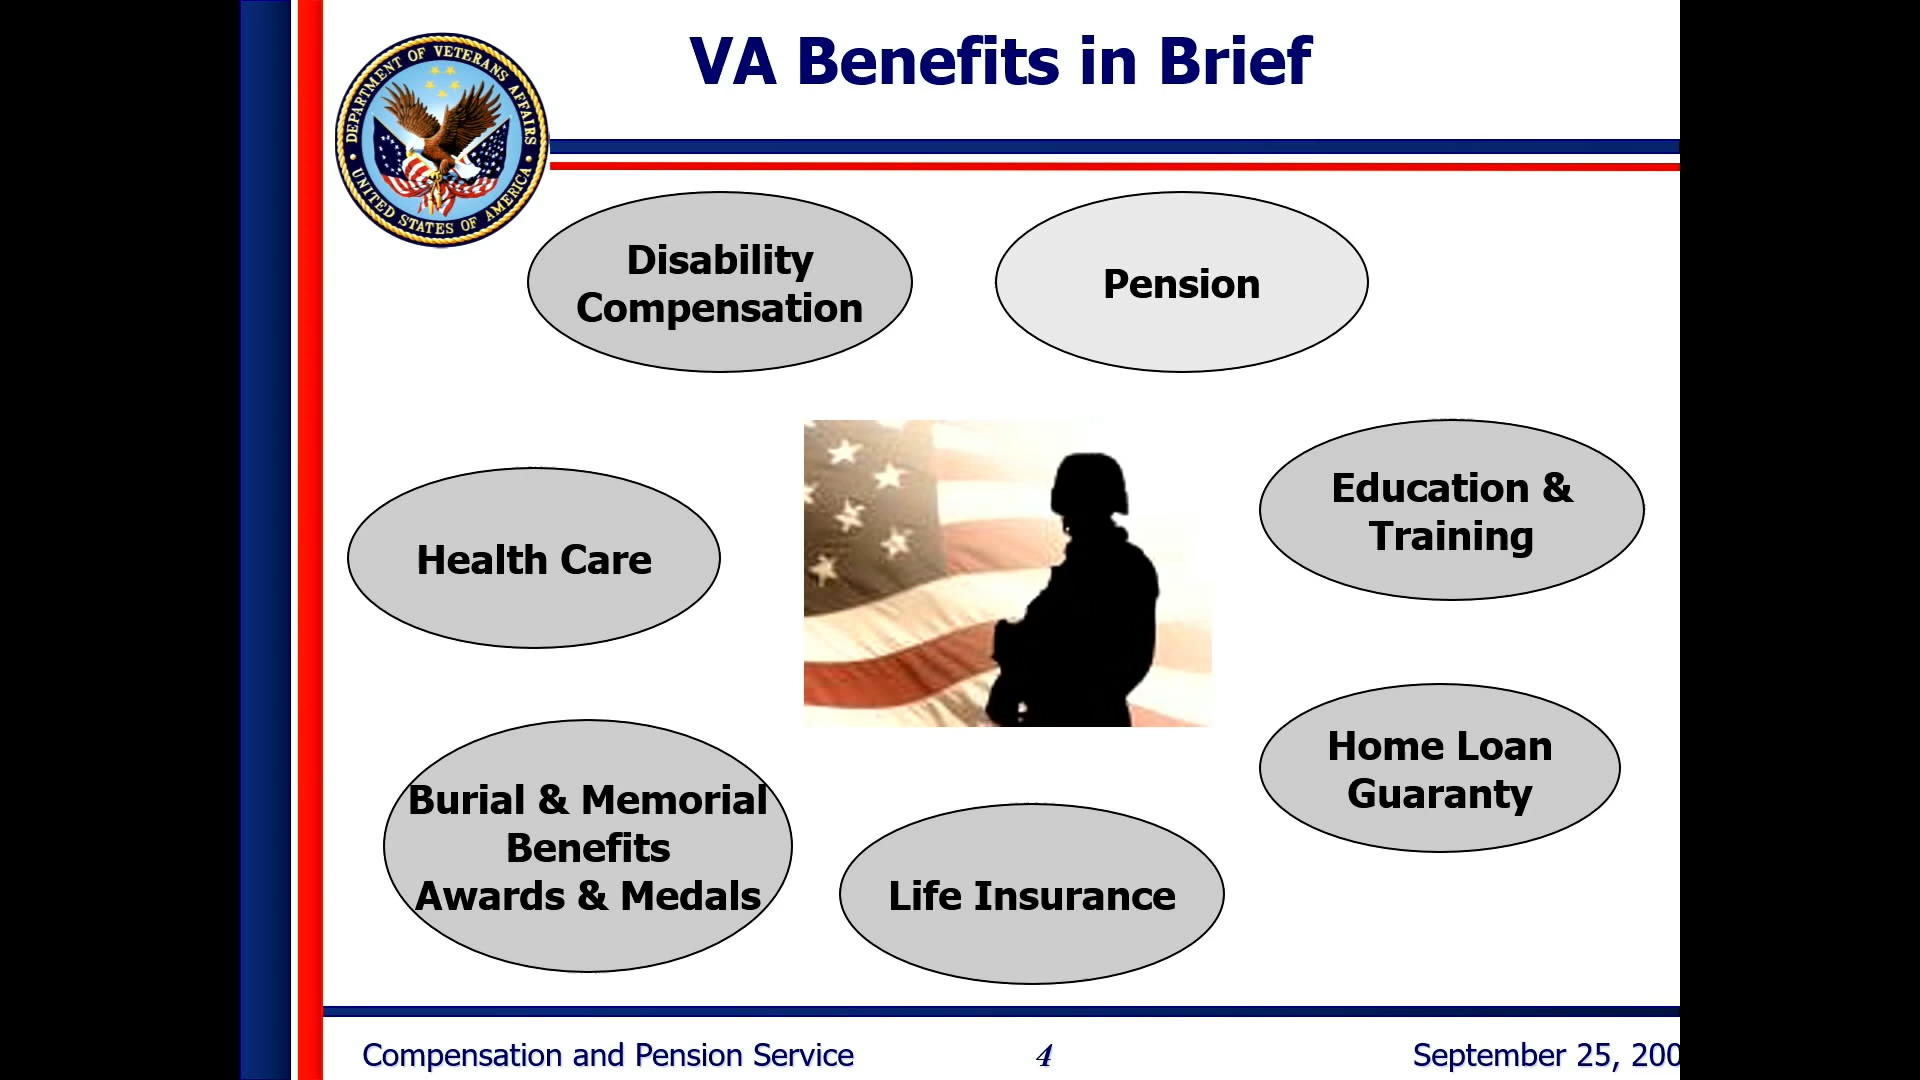 VA Benefits in Brief
DEPARTMENT OF VETERANS AFFAIRS
UNITED STATES OF AMERICA
Disability
Compensation
Pension
Health Care
Education &
Training
Home Loan
Guaranty
Burial & Memorial
Benefits
Awards & Medals
Life Insurance
Compensation and Pension Service
4
September 25, 200